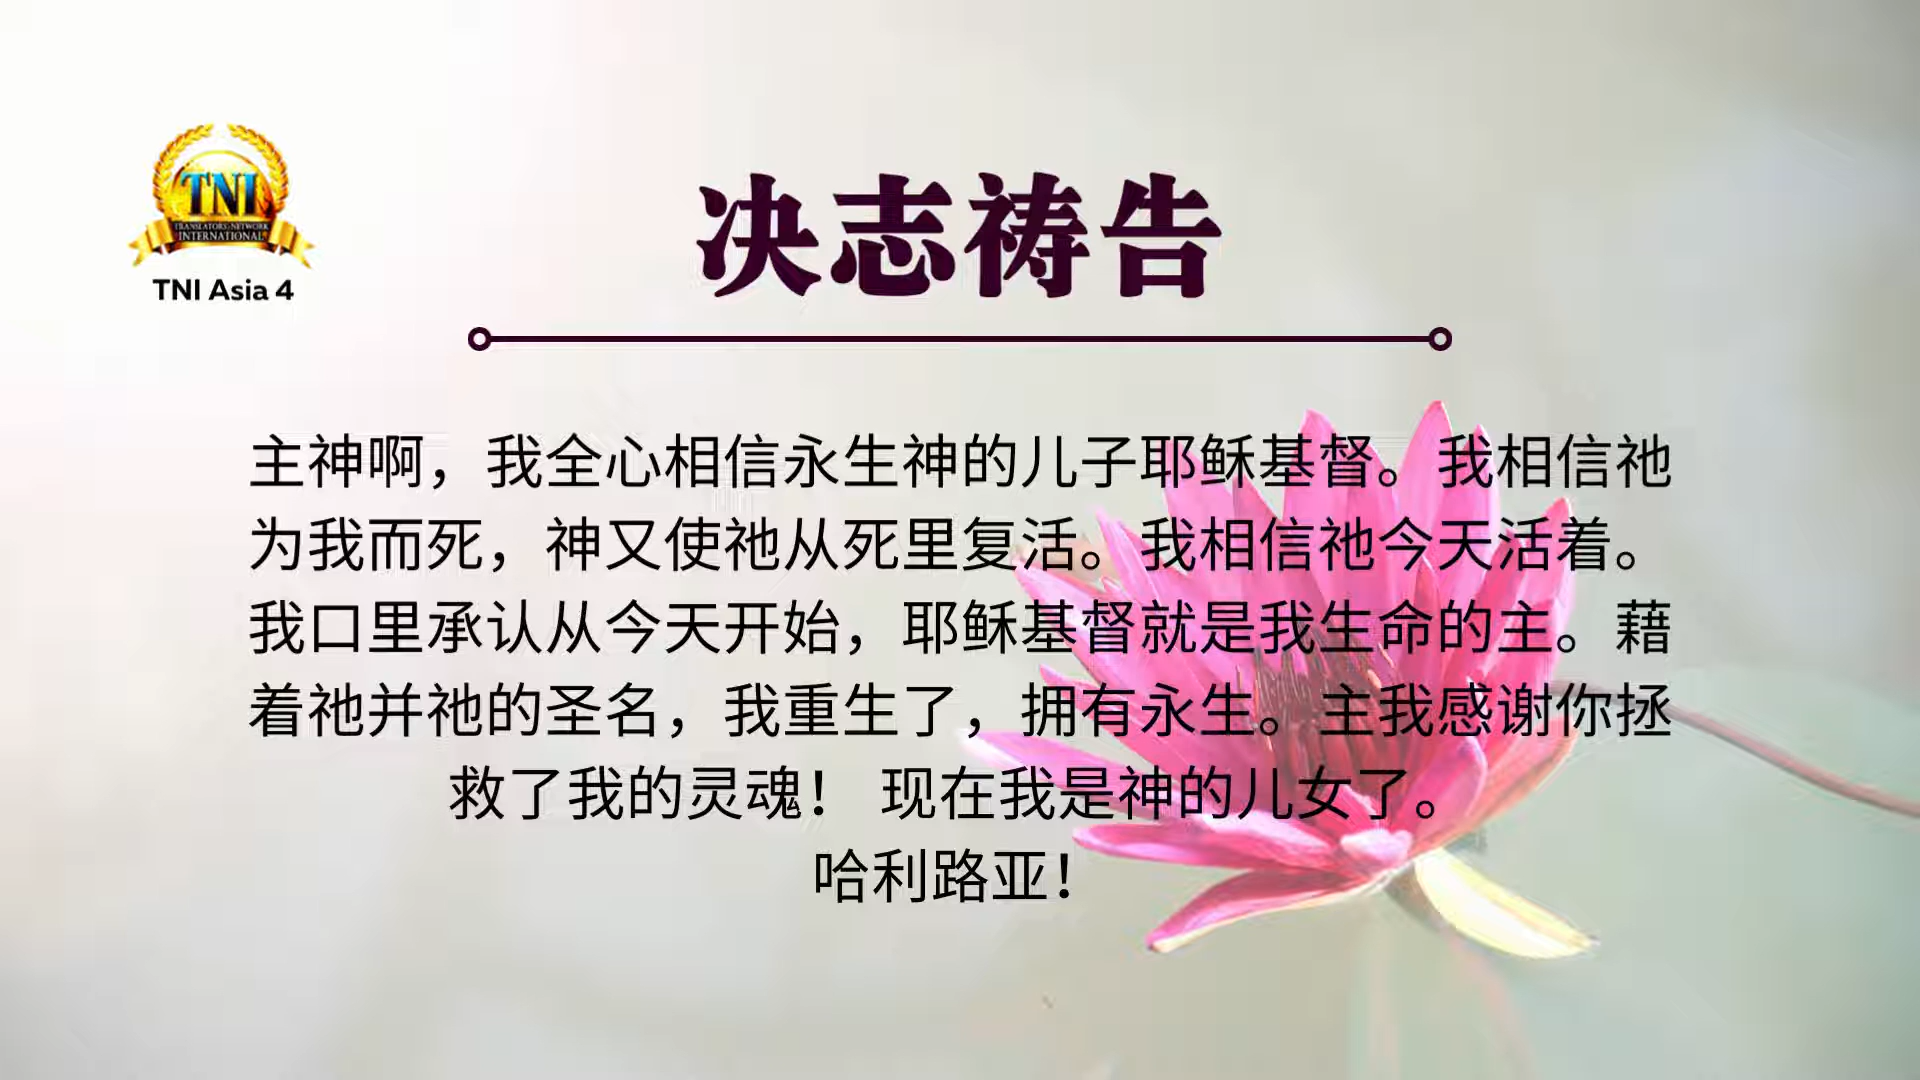 TNI
TRANSLATORS NETWORK
INTERNATIONAL
TNI Asia 4
决志祷告
主神啊，我全心相信永生神的儿子耶稣基督。我相信祂
为我而死，神又使祂从死里复活。我相信祂今天活着。
我口里承认从今天开始，耶稣基督就是我生命的主。藉
着祂并祂的圣名，我重生了，拥有永生。主我感谢你拯
救了我的灵魂！ 现在我是神的儿女了。
哈利路亚！